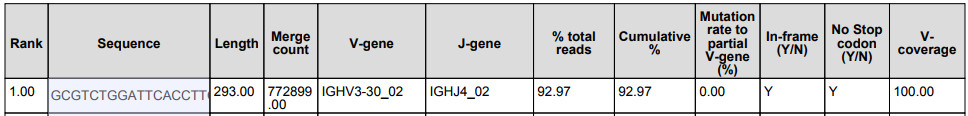 Rank Sequence Length Merge count V-gene J-gene % total reads Cumulative % Mutation rate to partial V-gene (%) In-frame (Y/N) No Stop codon (Y/N) V-coverage
1.00 GCGTCTGGATTCACCTT 293.00 772899.00 IGHV3-30_02 IGHJ4_02 92.97 92.97 0.00 Y Y 100.00